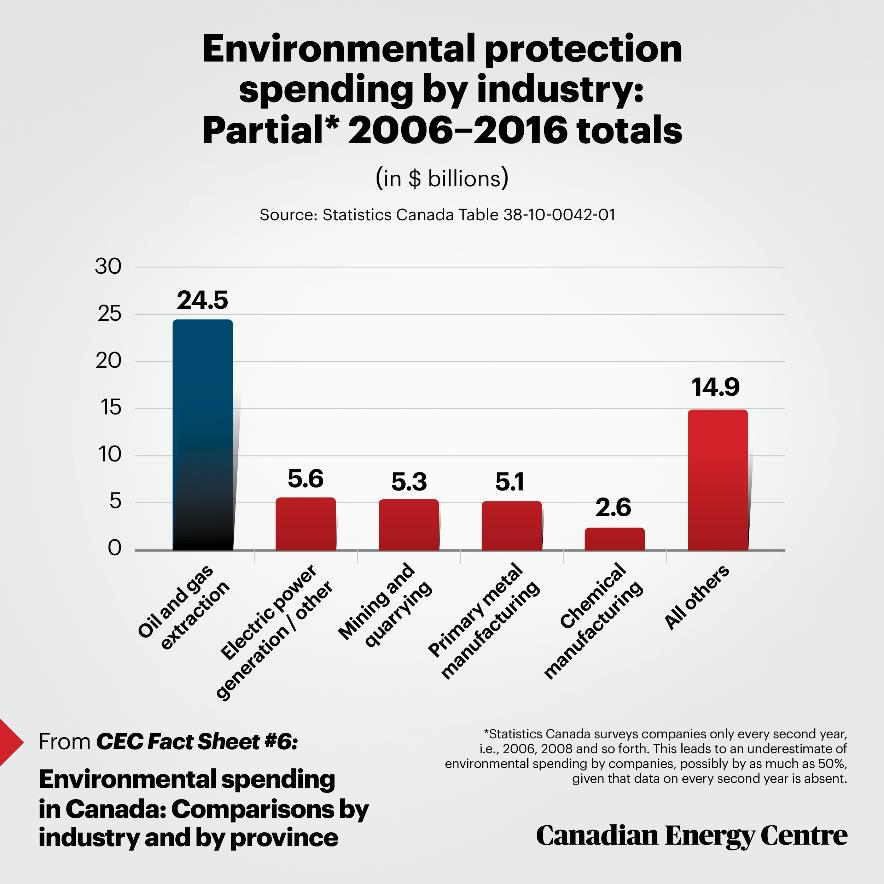 Environmental protection
spending by industry:
Partial* 2006–2016 totals
(in $ billions)
Source: Statistics Canada Table 38-10-0042-01
30
25
20
15
10
5
0
24.5
5.6
5.3
5.1
2.6
14.9
Oil and gas
extraction
Electric power
generation / other
Mining and
quarrying
Primary metal
manufacturing
Chemical
manufacturing
All others
From CEC Fact Sheet #6:
Environmental spending
in Canada: Comparisons by
industry and by province
*Statistics Canada surveys companies only every second year,
i.e., 2006, 2008 and so forth. This leads to an underestimate of
environmental spending by companies, possibly by as much as 50%,
given that data on every second year is absent.
Canadian Energy Centre